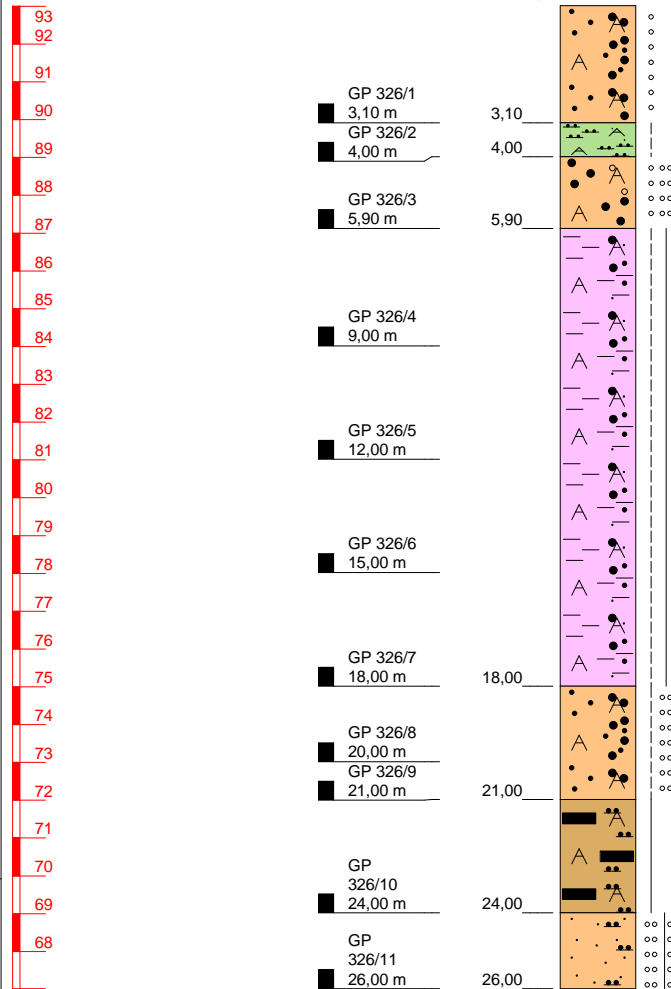 93
92
91
90
89
88
87
86
85
84
83
82
81
80
79
78
77
76
75
74
73
72
71
70
69
68
GP 326/1
3,10 m
3,10
GP 326/2
4,00 m
4,00
GP 326/3
5,90 m
5,90
GP 326/4
9,00 m
GP 326/5
12,00 m
GP 326/6
15,00 m
GP 326/7
18,00 m
18,00
GP 326/8
20,00 m
GP 326/9
21,00 m
21,00
GP
326/10
24,00 m
24,00
GP
326/11
26,00 m
26,00